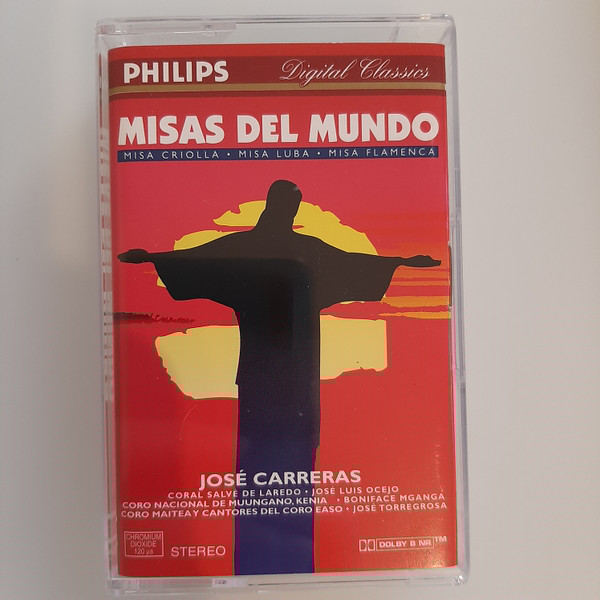 PHILIPS Digital Classics
MISAS DEL MUNDO
MISA CRIOLLA • MISA LUBA • MISA FLAMENCA
JOSÉ CARRERAS
CORAL SALVÉ DE LAREDO • JOSÉ LUIS OCEJO
CORO NACIONAL DE MUUNGANO, KENIA • BONIFACE MGANGA
CORO MAITEA Y CANTORES DEL CORO EASO • JOSÉ TORREGROSA
CHROMIUM
DIOXIDE
120 µs
STEREO
DOLBY B NR™